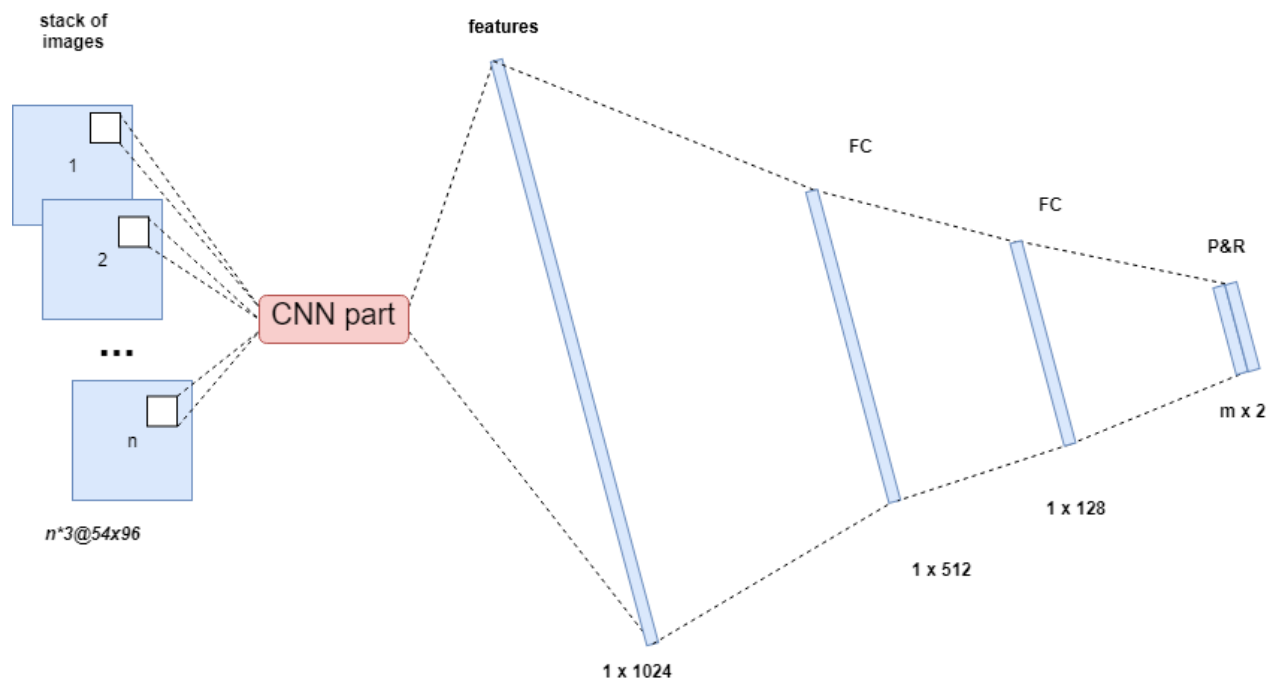 stack of
images
features
1
FC
FC
2
P&R
CNN part
...
m x 2
n
n*3@54x96
1 x 128
1 x 512
1 x 1024